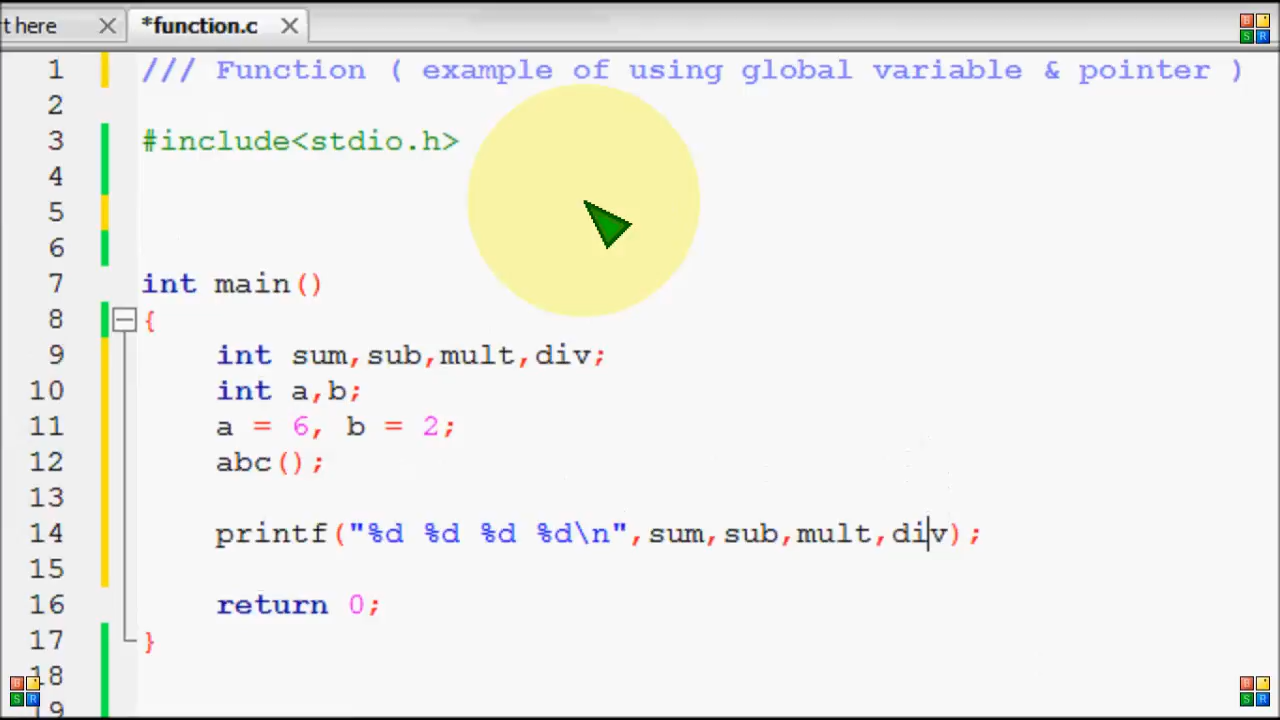 t here
*function.c
1 /// Function ( example of using global variable & pointer )
2
3 #include<stdio.h>
4
5
6
7 int main()
8 {
9 int sum,sub,mult,div;
10 int a,b;
11 a = 6, b = 2;
12 abc();
13
14 printf("%d %d %d %d\n",sum,sub,mult,div);
15
16 return 0;
17 }
18
19
B
S R
B
S R
B
S R